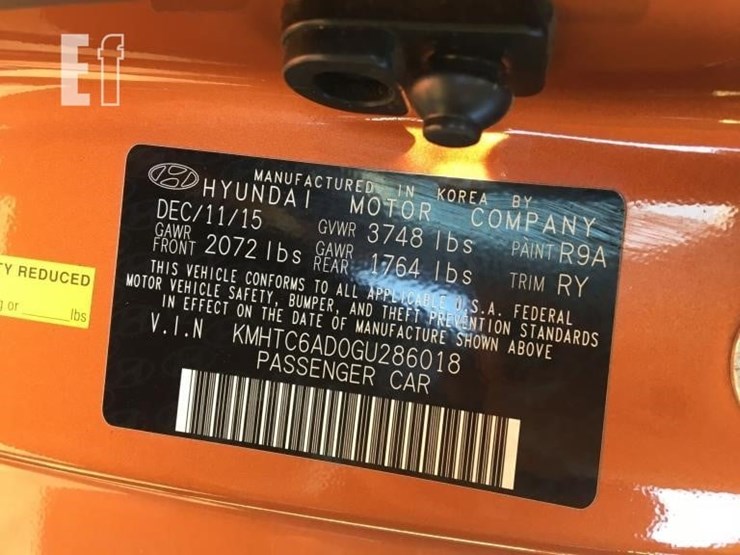 Ef
MANUFACTURED IN KOREA BY
HYUNDAI MOTOR COMPANY
DEC/11/15 GVWR 3748 lbs PAINT R9A
GAWR FRONT 2072 lbs GAWR REAR 1764 lbs TRIM RY
THIS VEHICLE CONFORMS TO ALL APPLICABLE U.S.A. FEDERAL
MOTOR VEHICLE SAFETY, BUMPER, AND THEFT PREVENTION STANDARDS
IN EFFECT ON THE DATE OF MANUFACTURE SHOWN ABOVE
V.I.N KMHTC6AD0GU286018
PASSENGER CAR
TY REDUCED
g or ____ lbs